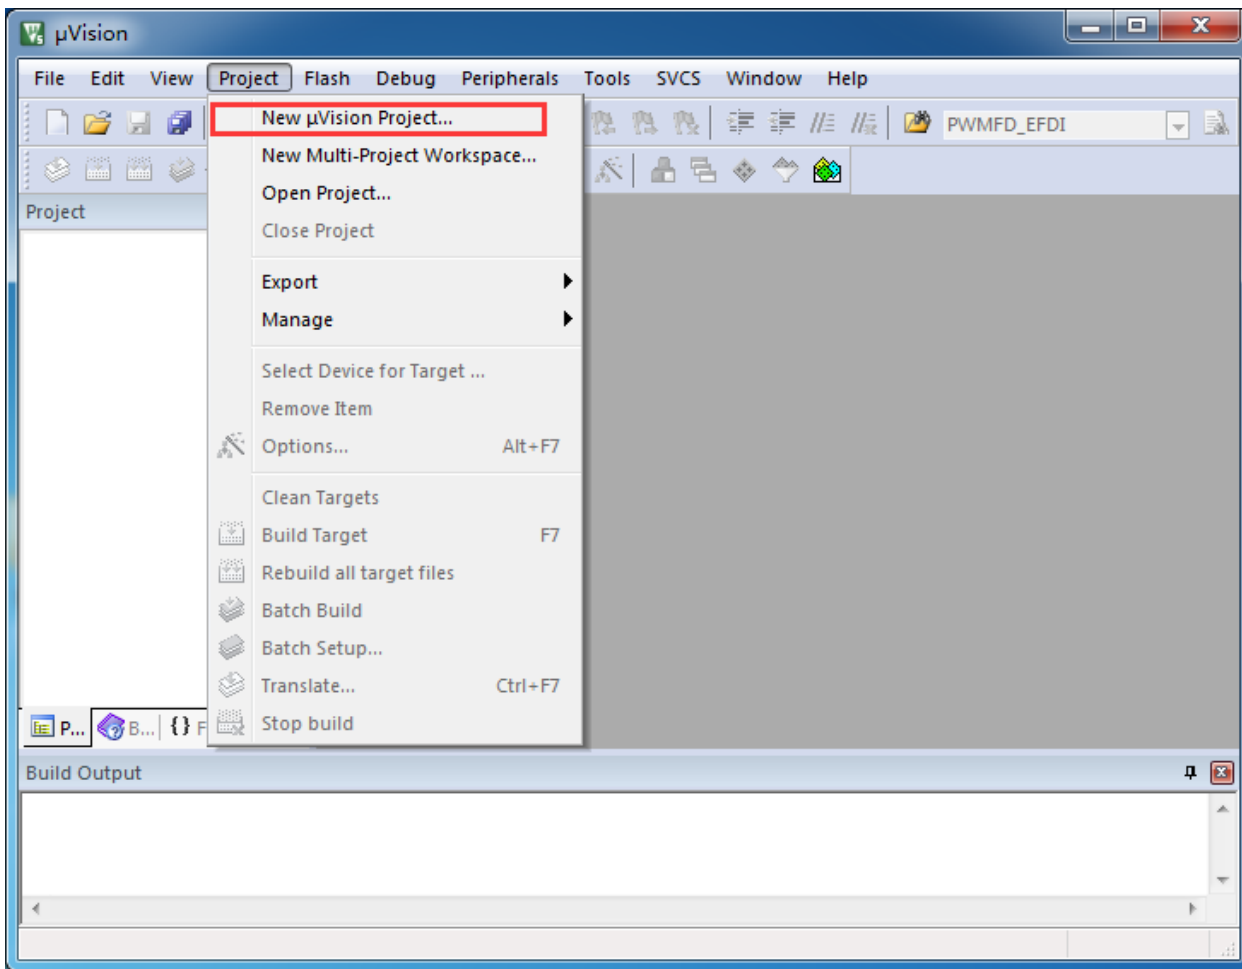 µVision
File Edit View Project Flash Debug Peripherals Tools SVCS Window Help
New µVision Project...
PWMFD_EFDI
New Multi-Project Workspace...
Open Project...
Project
Close Project
Export
Manage
Select Device for Target ...
Remove Item
Options... Alt+F7
Clean Targets
Build Target F7
Rebuild all target files
Batch Build
Batch Setup...
Translate... Ctrl+F7
Stop build
P... B... {} F
Build Output